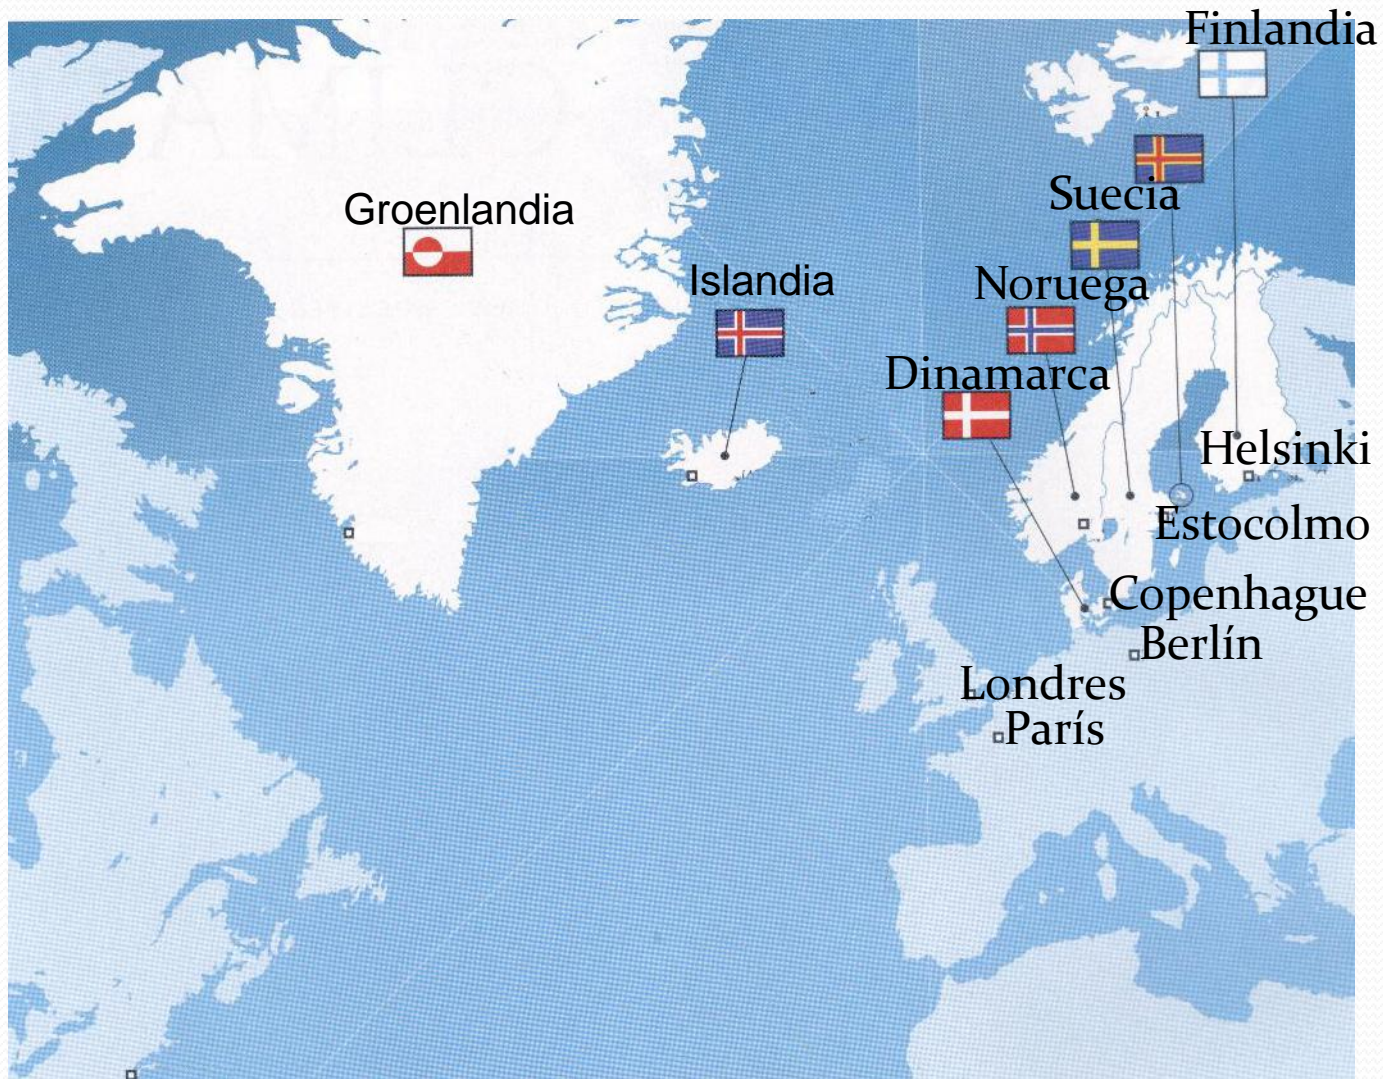 Finlandia
Suecia
Groenlandia
Islandia
Noruega
Dinamarca
Helsinki
Estocolmo
Copenhague
Berlín
Londres
París